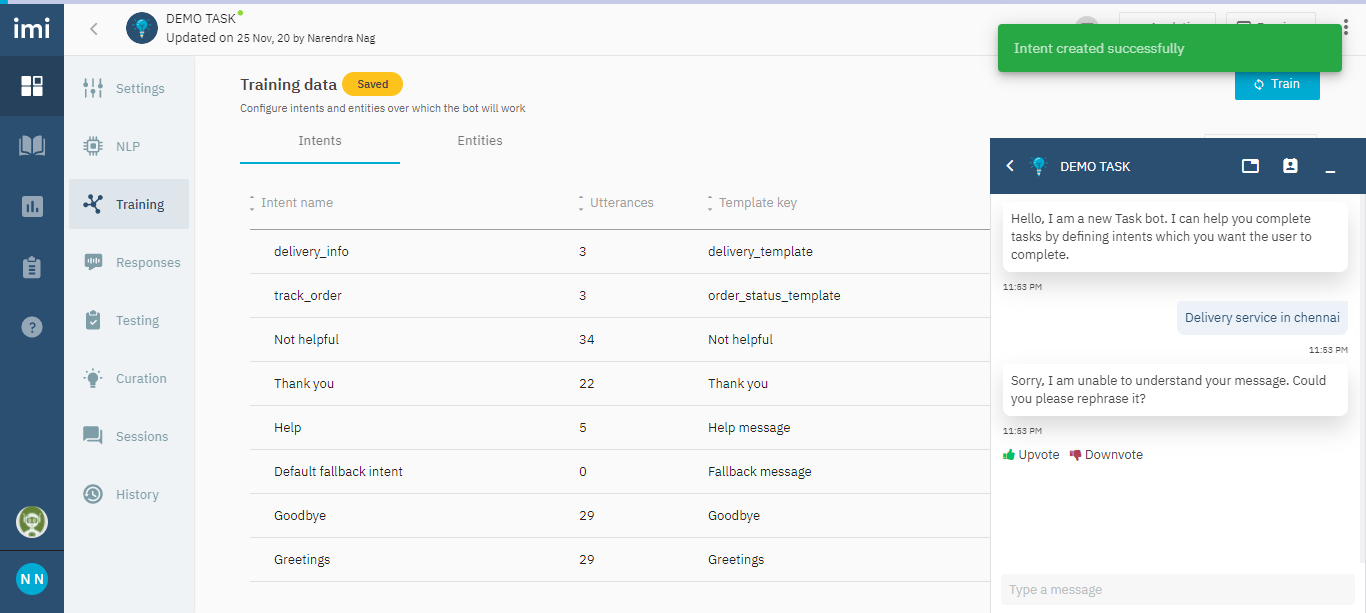 imi
DEMO TASK
Updated on 25 Nov, 20 by Narendra Nag
Intent created successfully
Settings
NLP
Training
Responses
Testing
Curation
Sessions
History
N N
Training data Saved
Train
Configure intents and entities over which the bot will work
Intents Entities
Intent name Utterances Template key
delivery_info 3 delivery_template
track_order 3 order_status_template
Not helpful 34 Not helpful
Thank you 22 Thank you
Help 5 Help message
Default fallback intent 0 Fallback message
Goodbye 29 Goodbye
Greetings 29 Greetings
DEMO TASK
Hello, I am a new Task bot. I can help you complete
tasks by defining intents which you want the user to
complete.
11:53 PM
Delivery service in chennai
11:53 PM
Sorry, I am unable to understand your message. Could
you please rephrase it?
11:53 PM
Upvote Downvote
Type a message